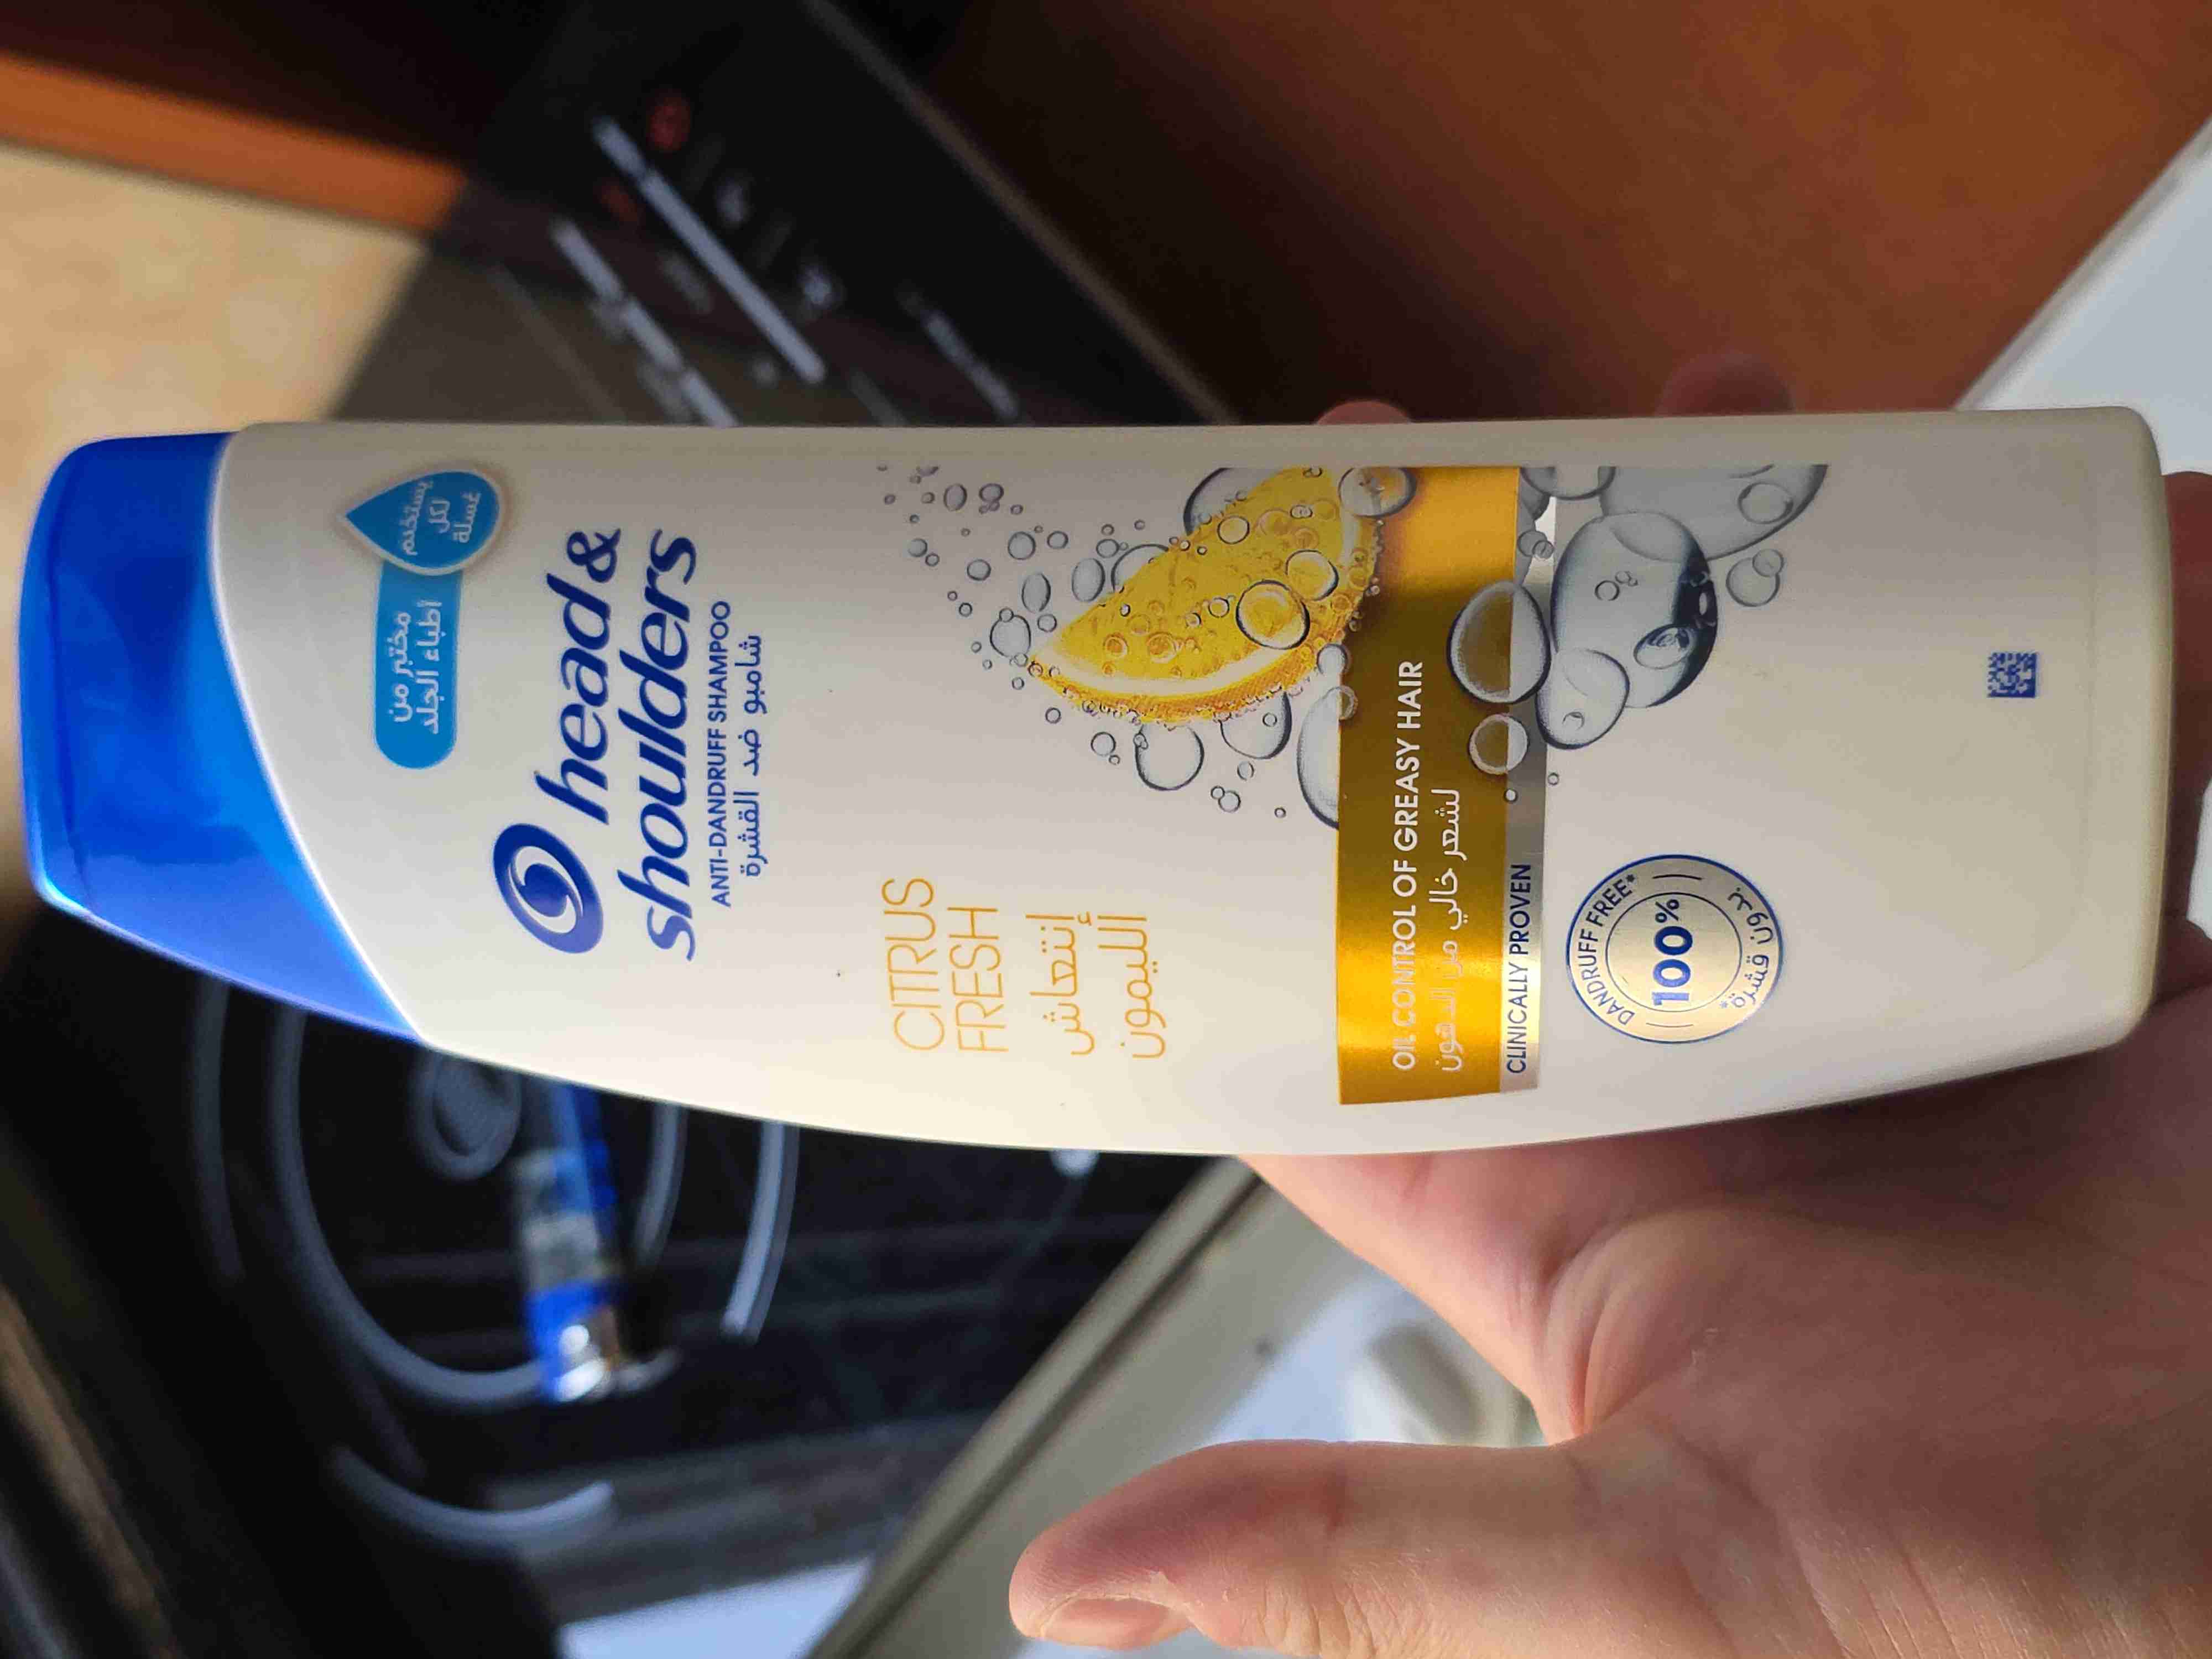 مختبر من
أطباء الجلد
يستخدم
لكل
غسلة
head &
shoulders
ANTI-DANDRUFF SHAMPOO
شامبو ضد القشرة
CITRUS
FRESH
إنتعاش
الليمون
OIL CONTROL OF GREASY HAIR
لشعر خالي من الدهون
CLINICALLY PROVEN
DANDRUFF FREE*
100%
بدون قشرة*